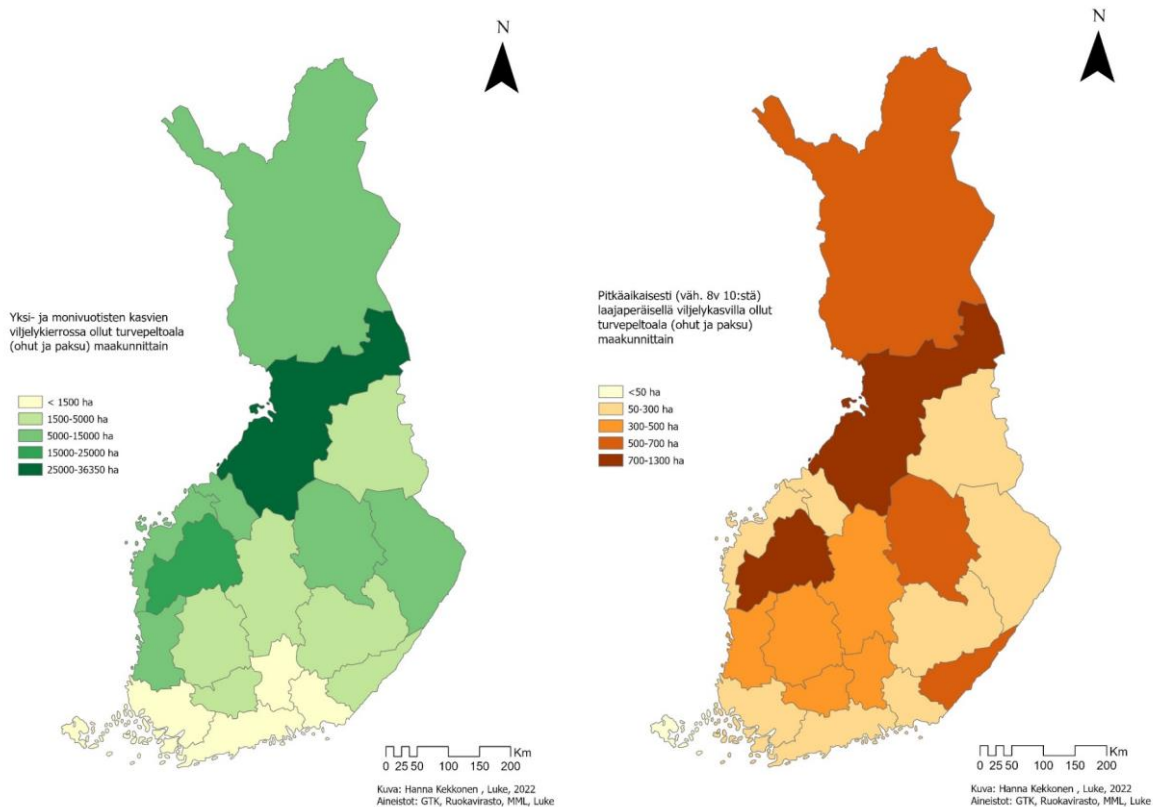 N
Yksi- ja monivuotisten kasvien
viljelykierrossa ollut turvepeltoala
(ohut ja paksu) maakunnittain
< 1500 ha
1500-5000 ha
5000-15000 ha
15000-25000 ha
25000-36350 ha
Km
0 25 50 100 150 200
Kuva: Hanna Kekkonen , Luke, 2022
Aineistot: GTK, Ruokavirasto, MML, Luke
N
Pitkäaikaisesti (väh. 8v 10:stä)
laajaperäisellä viljelykasvilla ollut
turvepeltoala (ohut ja paksu)
maakunnittain
<50 ha
50-300 ha
300-500 ha
500-700 ha
700-1300 ha
Km
0 25 50 100 150 200
Kuva: Hanna Kekkonen , Luke, 2022
Aineistot: GTK, Ruokavirasto, MML, Luke